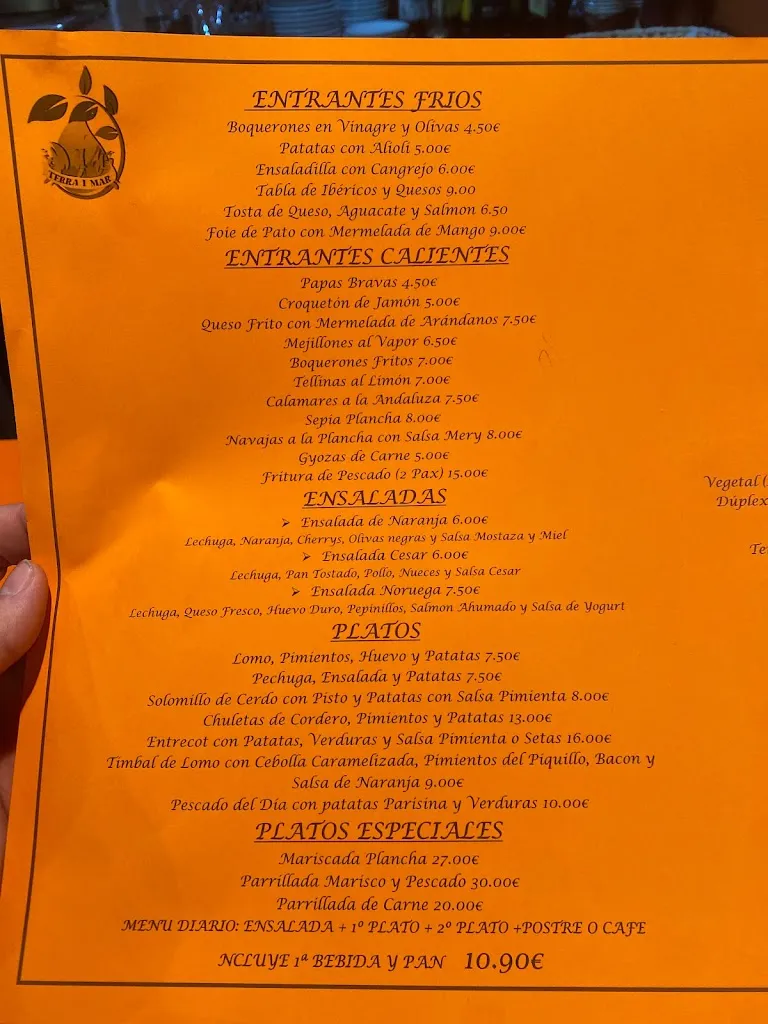 TERRA I MAR
ENTRANTES FRIOS
Boquerones en Vinagre y Olivas 4.50€
Patatas con Alioli 5.00€
Ensaladilla con Cangrejo 6.00€
Tabla de Ibéricos y Quesos 9.00
Tosta de Queso, Aguacate y Salmon 6.50
Foie de Pato con Mermelada de Mango 9.00€
ENTRANTES CALIENTES
Papas Bravas 4.50€
Croquetón de Jamón 5.00€
Queso Frito con Mermelada de Arándanos 7.50€
Mejillones al Vapor 6.50€
Boquerones Fritos 7.00€
Tellinas al Limón 7.00€
Calamares a la Andaluza 7.50€
Sepia Plancha 8.00€
Navajas a la Plancha con Salsa Mery 8.00€
Gyozas de Carne 5.00€
Fritura de Pescado (2 Pax) 15.00€
ENSALADAS
➢ Ensalada de Naranja 6.00€
Lechuga, Naranja, Cherrys, Olivas negras y Salsa Mostaza y Miel
➢ Ensalada Cesar 6.00€
Lechuga, Pan Tostado, Pollo, Nueces y Salsa Cesar
➢ Ensalada Noruega 7.50€
Lechuga, Queso Fresco, Huevo Duro, Pepinillos, Salmon Ahumado y Salsa de Yogurt
PLATOS
Lomo, Pimientos, Huevo y Patatas 7.50€
Pechuga, Ensalada y Patatas 7.50€
Solomillo de Cerdo con Pisto y Patatas con Salsa Pimienta 8.00€
Chuletas de Cordero, Pimientos y Patatas 13.00€
Entrecot con Patatas, Verduras y Salsa Pimienta o Setas 16.00€
Timbal de Lomo con Cebolla Caramelizada, Pimientos del Piquillo, Bacon y
Salsa de Naranja 9.00€
Pescado del Dia con patatas Parisina y Verduras 10.00€
PLATOS ESPECIALES
Mariscada Plancha 27.00€
Parrillada Marisco y Pescado 30.00€
Parrillada de Carne 20.00€
MENU DIARIO: ENSALADA + 1º PLATO + 2º PLATO +POSTRE O CAFE
NCLUYE 1ª BEBIDA Y PAN 10.90€
Vegetal (
Dúplex